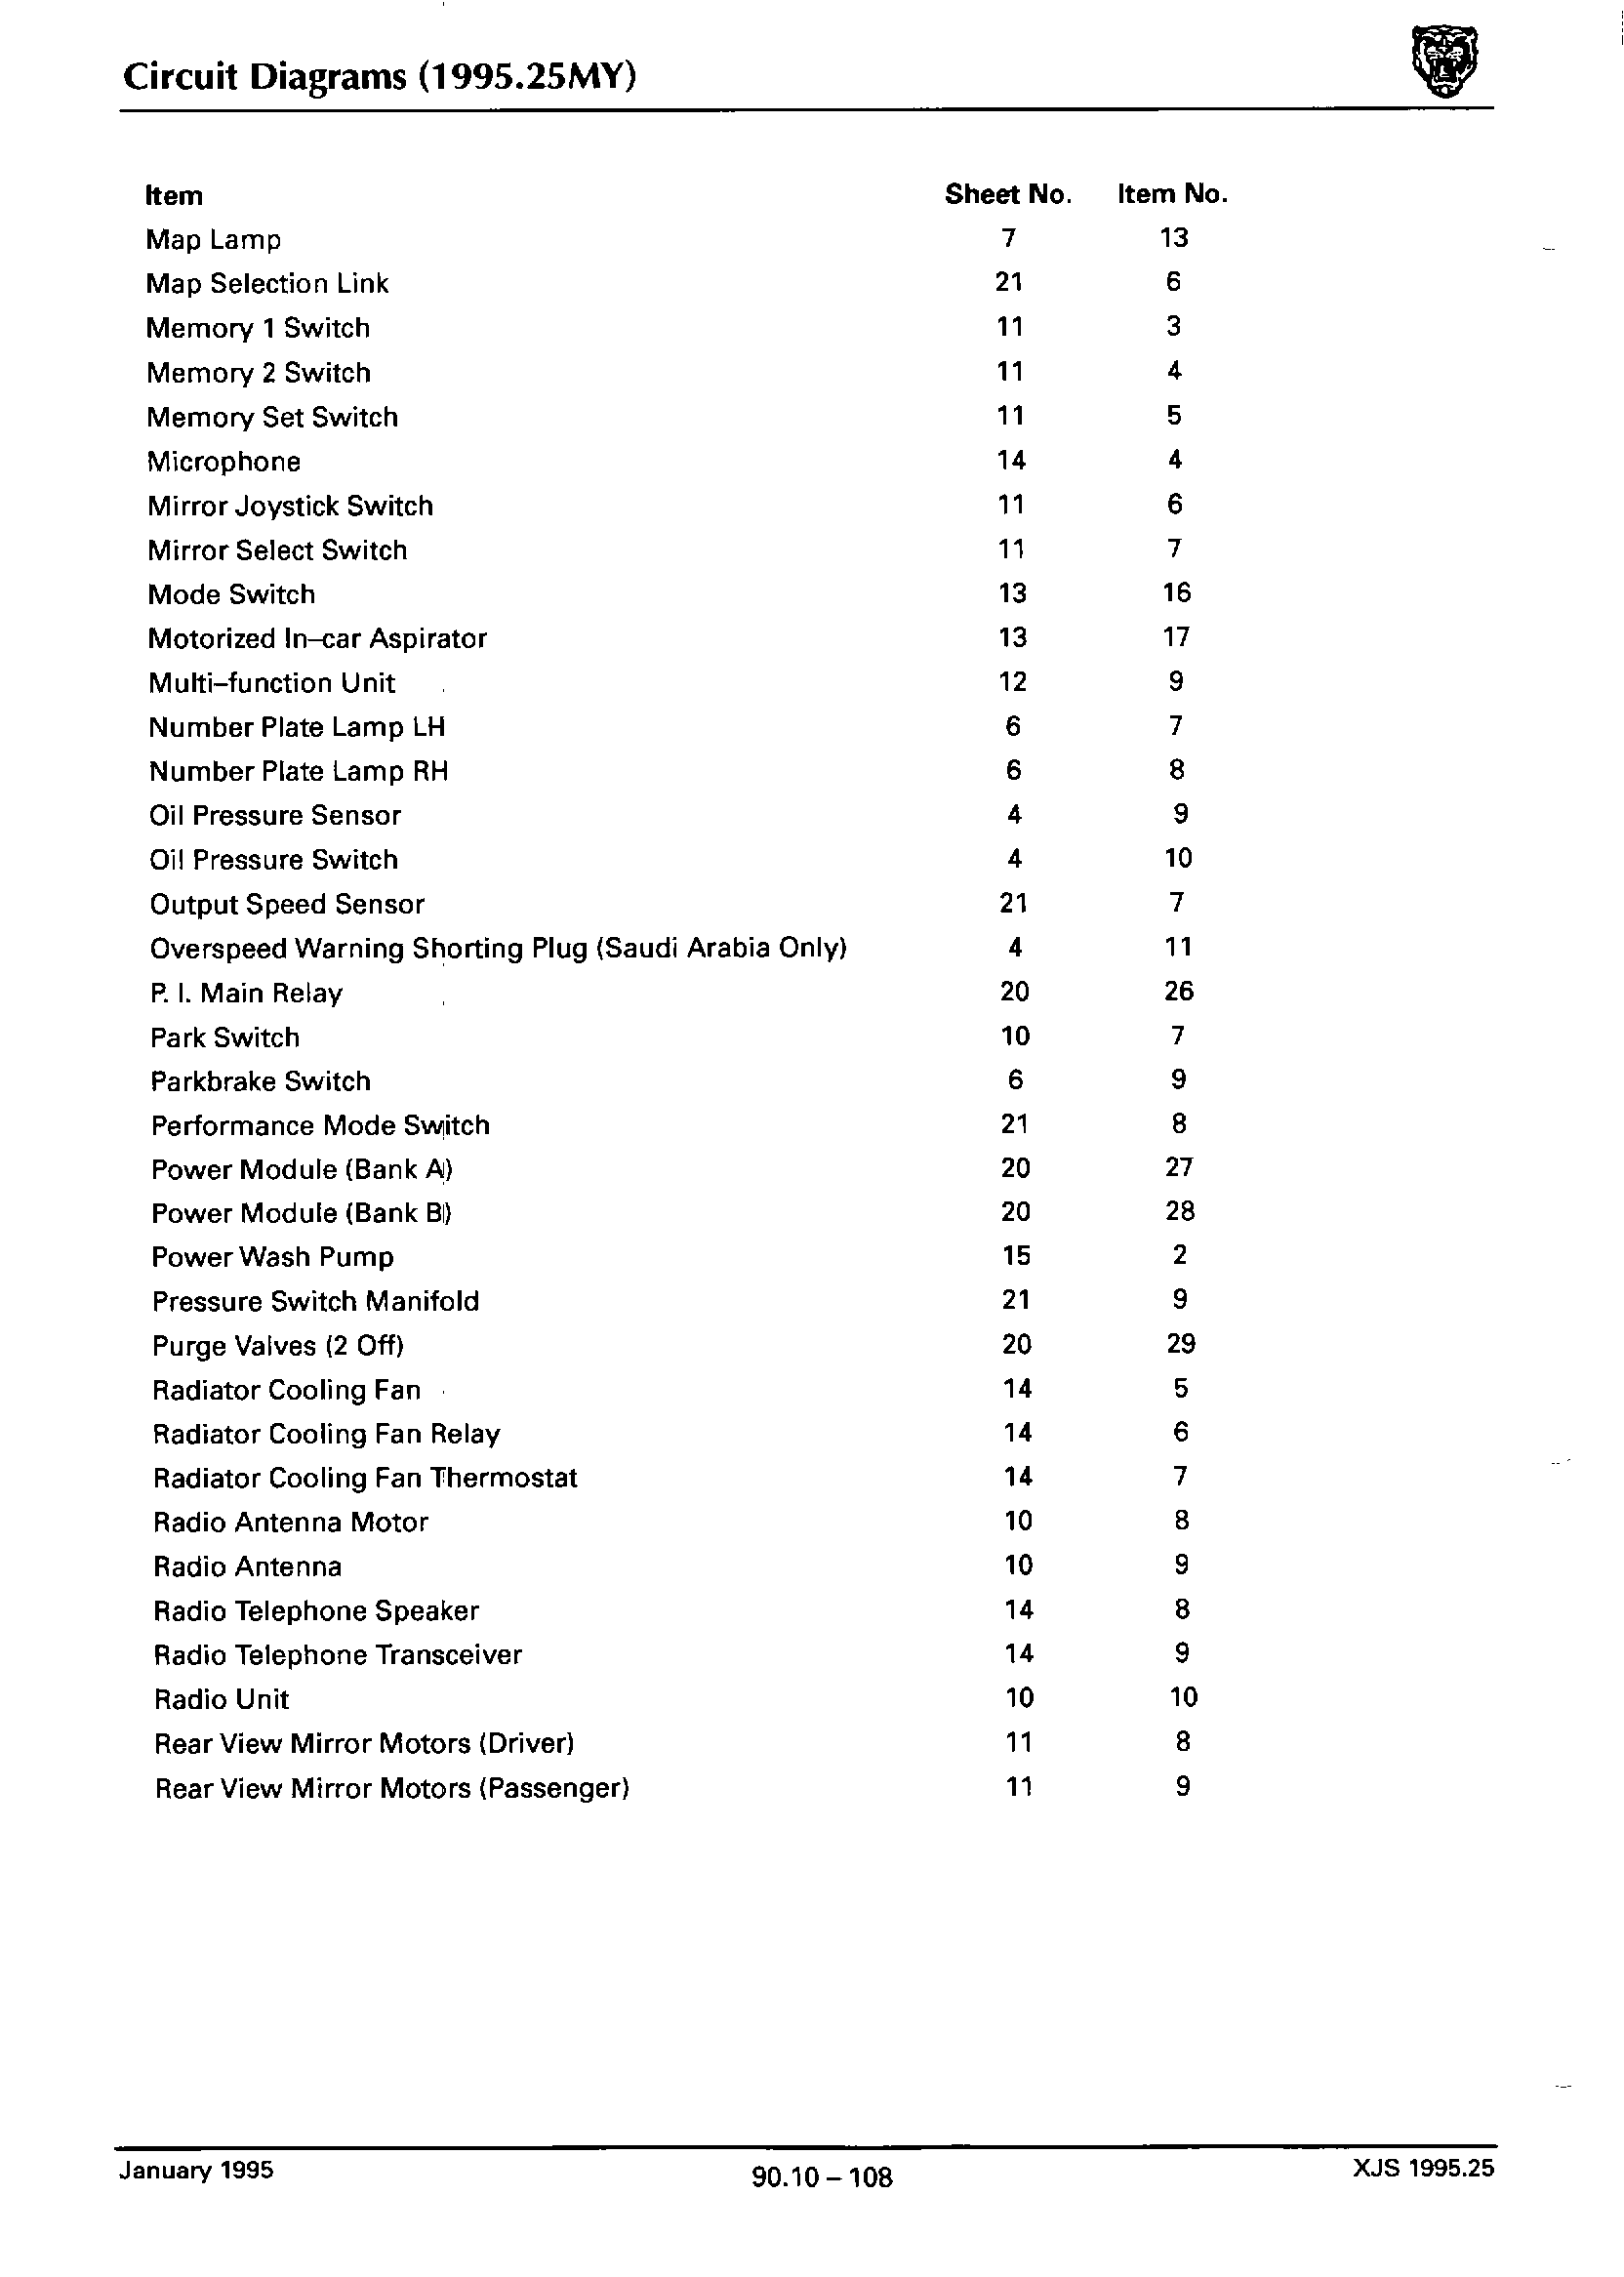 Circuit Diagrams (1995.25MY)
Item Sheet No. Item No.
Map Lamp 7 13
Map Selection Link 21 6
Memory 1 Switch 11 3
Memory 2 Switch 11 4
Memory Set Switch 11 5
Microphone 14 4
Mirror Joystick Switch 11 6
Mirror Select Switch 11 7
Mode Switch 13 16
Motorized In–car Aspirator 13 17
Multi–function Unit 12 9
Number Plate Lamp LH 6 7
Number Plate Lamp RH 6 8
Oil Pressure Sensor 4 9
Oil Pressure Switch 4 10
Output Speed Sensor 21 7
Overspeed Warning Shorting Plug (Saudi Arabia Only) 4 11
P. I. Main Relay 20 26
Park Switch 10 7
Parkbrake Switch 6 9
Performance Mode Switch 21 8
Power Module (Bank A) 20 27
Power Module (Bank B) 20 28
Power Wash Pump 15 2
Pressure Switch Manifold 21 9
Purge Valves (2 Off) 20 29
Radiator Cooling Fan 14 5
Radiator Cooling Fan Relay 14 6
Radiator Cooling Fan Thermostat 14 7
Radio Antenna Motor 10 8
Radio Antenna 10 9
Radio Telephone Speaker 14 8
Radio Telephone Transceiver 14 9
Radio Unit 10 10
Rear View Mirror Motors (Driver) 11 8
Rear View Mirror Motors (Passenger) 11 9
January 1995 90.10 – 108 XJS 1995.25